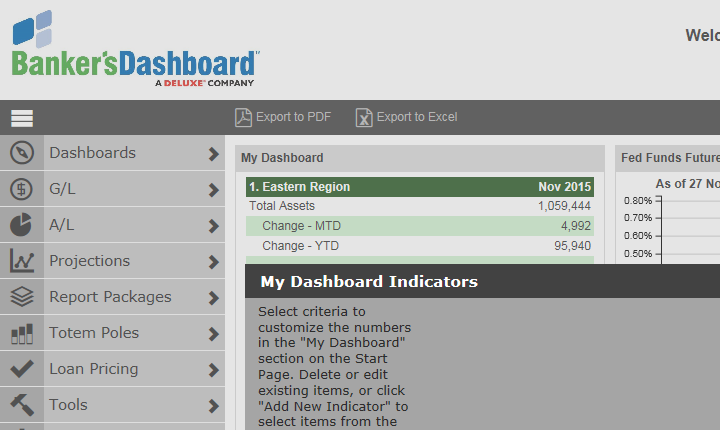 Banker'sDashboard™
A DELUXE® COMPANY
Export to PDF
Export to Excel
Dashboards
G/L
A/L
Projections
Report Packages
Totem Poles
Loan Pricing
Tools
My Dashboard
1. Eastern Region Nov 2015
Total Assets 1,059,444
Change - MTD 4,992
Change - YTD 95,940
Fed Funds Future
As of 27 No
0.80%
0.70%
0.60%
0.50%
My Dashboard Indicators
Select criteria to
customize the numbers
in the "My Dashboard"
section on the Start
Page. Delete or edit
existing items, or click
"Add New Indicator" to
select items from the